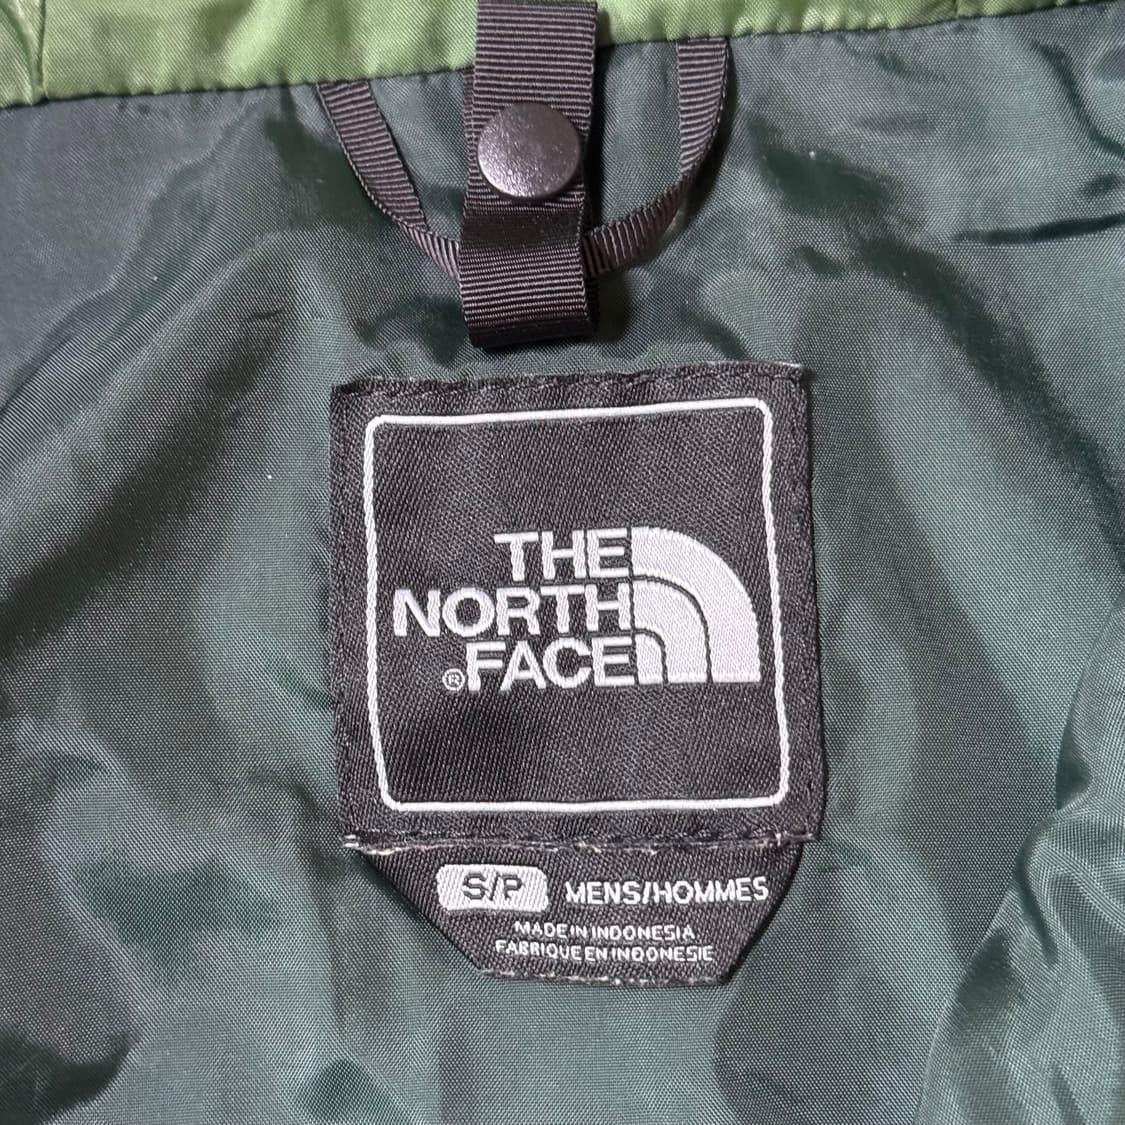 THE
NORTH
®FACE
S/P MENS/HOMMES
MADE IN INDONESIA
FABRIQUE EN INDONESIE